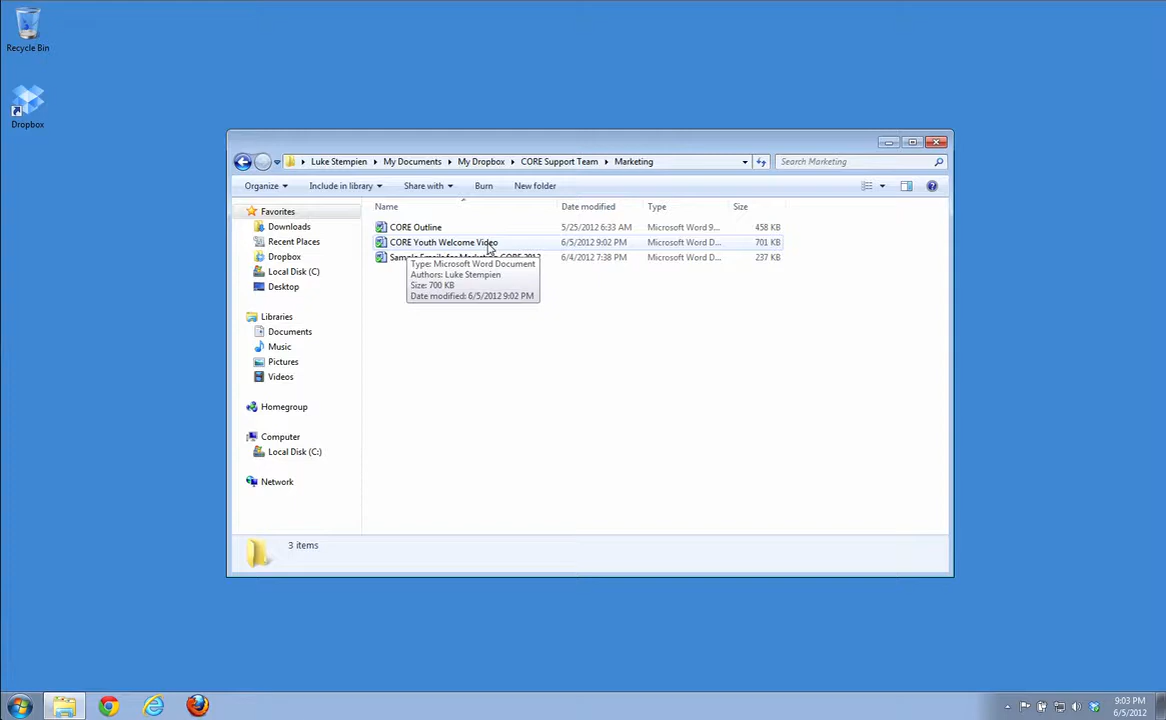 Recycle Bin
Dropbox
Luke Stempien My Documents My Dropbox CORE Support Team Marketing Search Marketing
Organize Include in library Share with Burn New folder
Name Date modified Type Size
Favorites
Downloads
Recent Places
Dropbox
Local Disk (C)
Desktop
Libraries
Documents
Music
Pictures
Videos
Homegroup
Computer
Local Disk (C:)
Network
CORE Outline 5/25/2012 6:33 AM Microsoft Word 9... 458 KB
CORE Youth Welcome Video 6/5/2012 9:02 PM Microsoft Word D... 701 KB
Sample Emails for Marketing CORE 2012 6/4/2012 7:38 PM Microsoft Word D... 237 KB
Type: Microsoft Word Document
Authors: Luke Stempien
Size: 700 KB
Date modified: 6/5/2012 9:02 PM
3 items
9:03 PM
6/5/2012